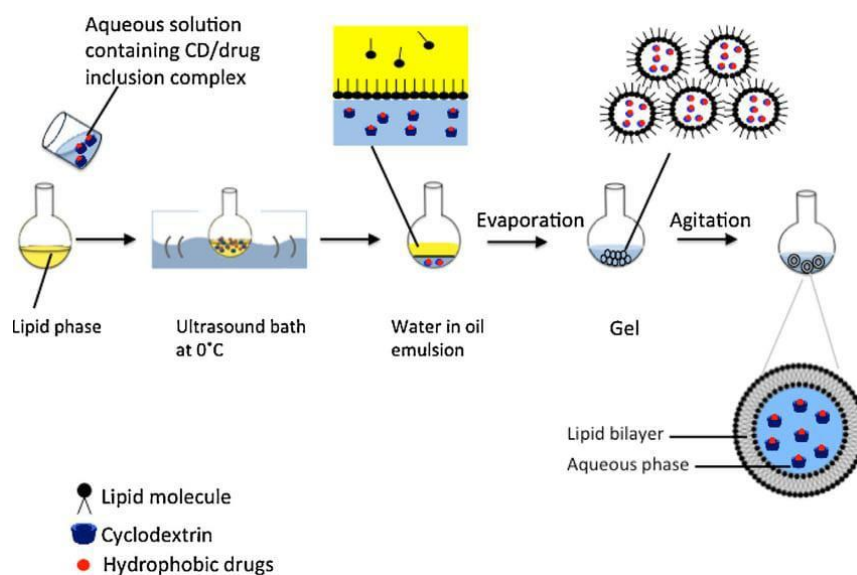 Aqueous solution
containing CD/drug
inclusion complex
Evaporation
Agitation
Lipid phase
Ultrasound bath
at 0°C
Water in oil
emulsion
Gel
Lipid bilayer
Aqueous phase
Lipid molecule
Cyclodextrin
Hydrophobic drugs